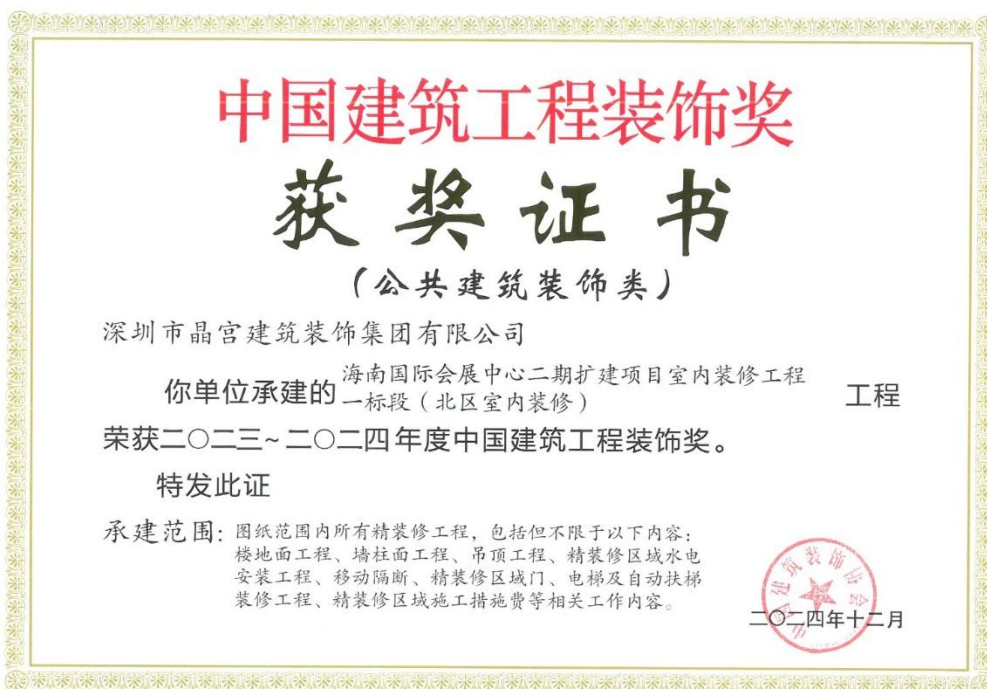 中国建筑工程装饰奖
获奖证书
（公共建筑装饰类）
深圳市晶宫建筑装饰集团有限公司
你单位承建的海南国际会展中心二期扩建项目室内装修工程
一标段（北区室内装修） 工程
荣获二〇二三~二〇二四年度中国建筑工程装饰奖。
特发此证
承建范围：图纸范围内所有精装修工程，包括但不限于以下内容：
楼地面工程、墙柱面工程、吊顶工程、精装修区域水电
安装工程、移动隔断、精装修区域门、电梯及自动扶梯
装修工程、精装修区域施工措施费等相关工作内容。
中国建筑装饰协会
二〇二四年十二月